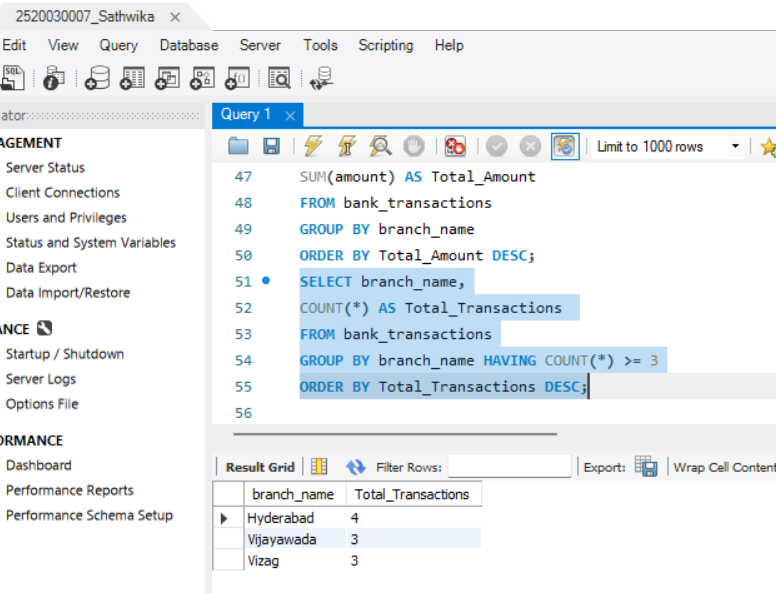 2520030007_Sathwika
Edit View Query Database Server Tools Scripting Help
Query 1
Limit to 1000 rows
Server Status
Client Connections
Users and Privileges
Status and System Variables
Data Export
Data Import/Restore
Startup / Shutdown
Server Logs
Options File
Dashboard
Performance Reports
Performance Schema Setup
47 SUM(amount) AS Total_Amount
48 FROM bank_transactions
49 GROUP BY branch_name
50 ORDER BY Total_Amount DESC;
51 SELECT branch_name,
52 COUNT(*) AS Total_Transactions
53 FROM bank_transactions
54 GROUP BY branch_name HAVING COUNT(*) >= 3
55 ORDER BY Total_Transactions DESC;
56
Result Grid Filter Rows: Export: Wrap Cell Content
branch_name Total_Transactions
Hyderabad 4
Vijayawada 3
Vizag 3